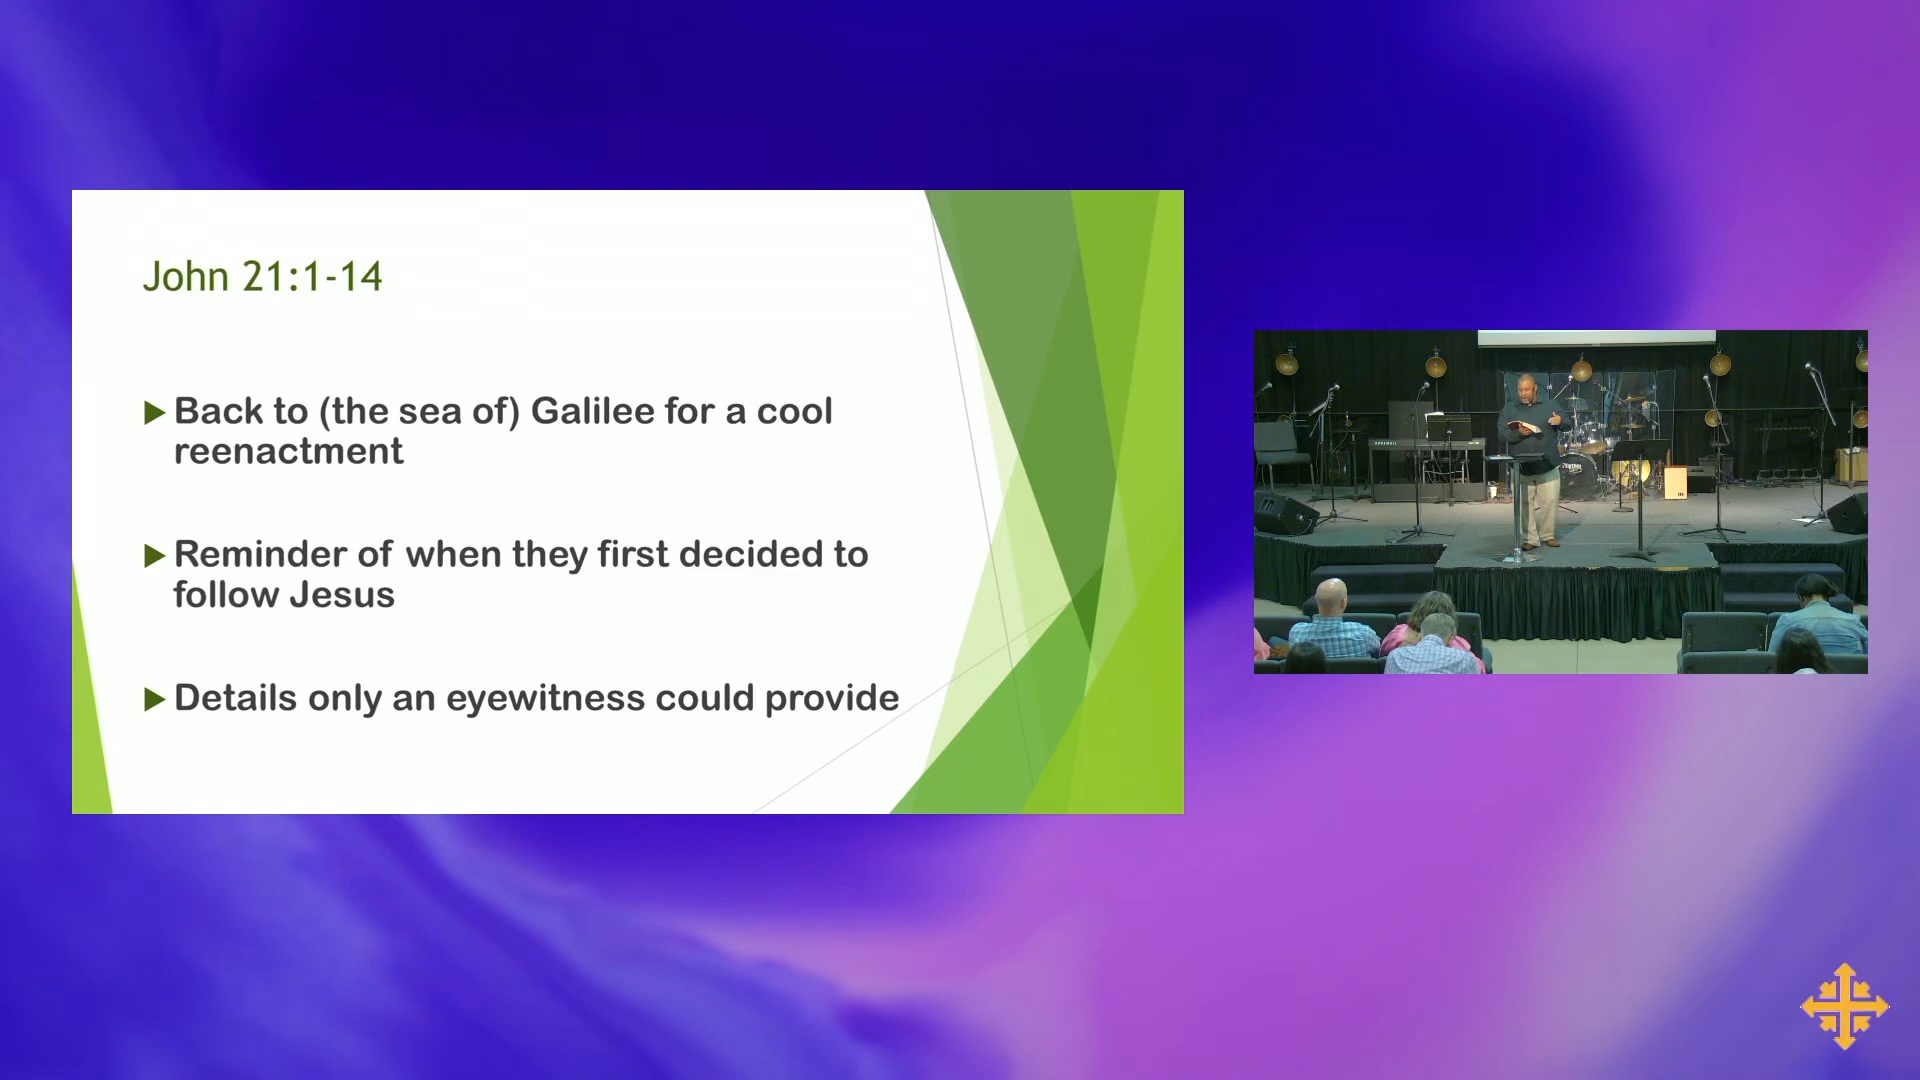 John 21:1-14
Back to (the sea of) Galilee for a cool
reenactment
Reminder of when they first decided to
follow Jesus
Details only an eyewitness could provide